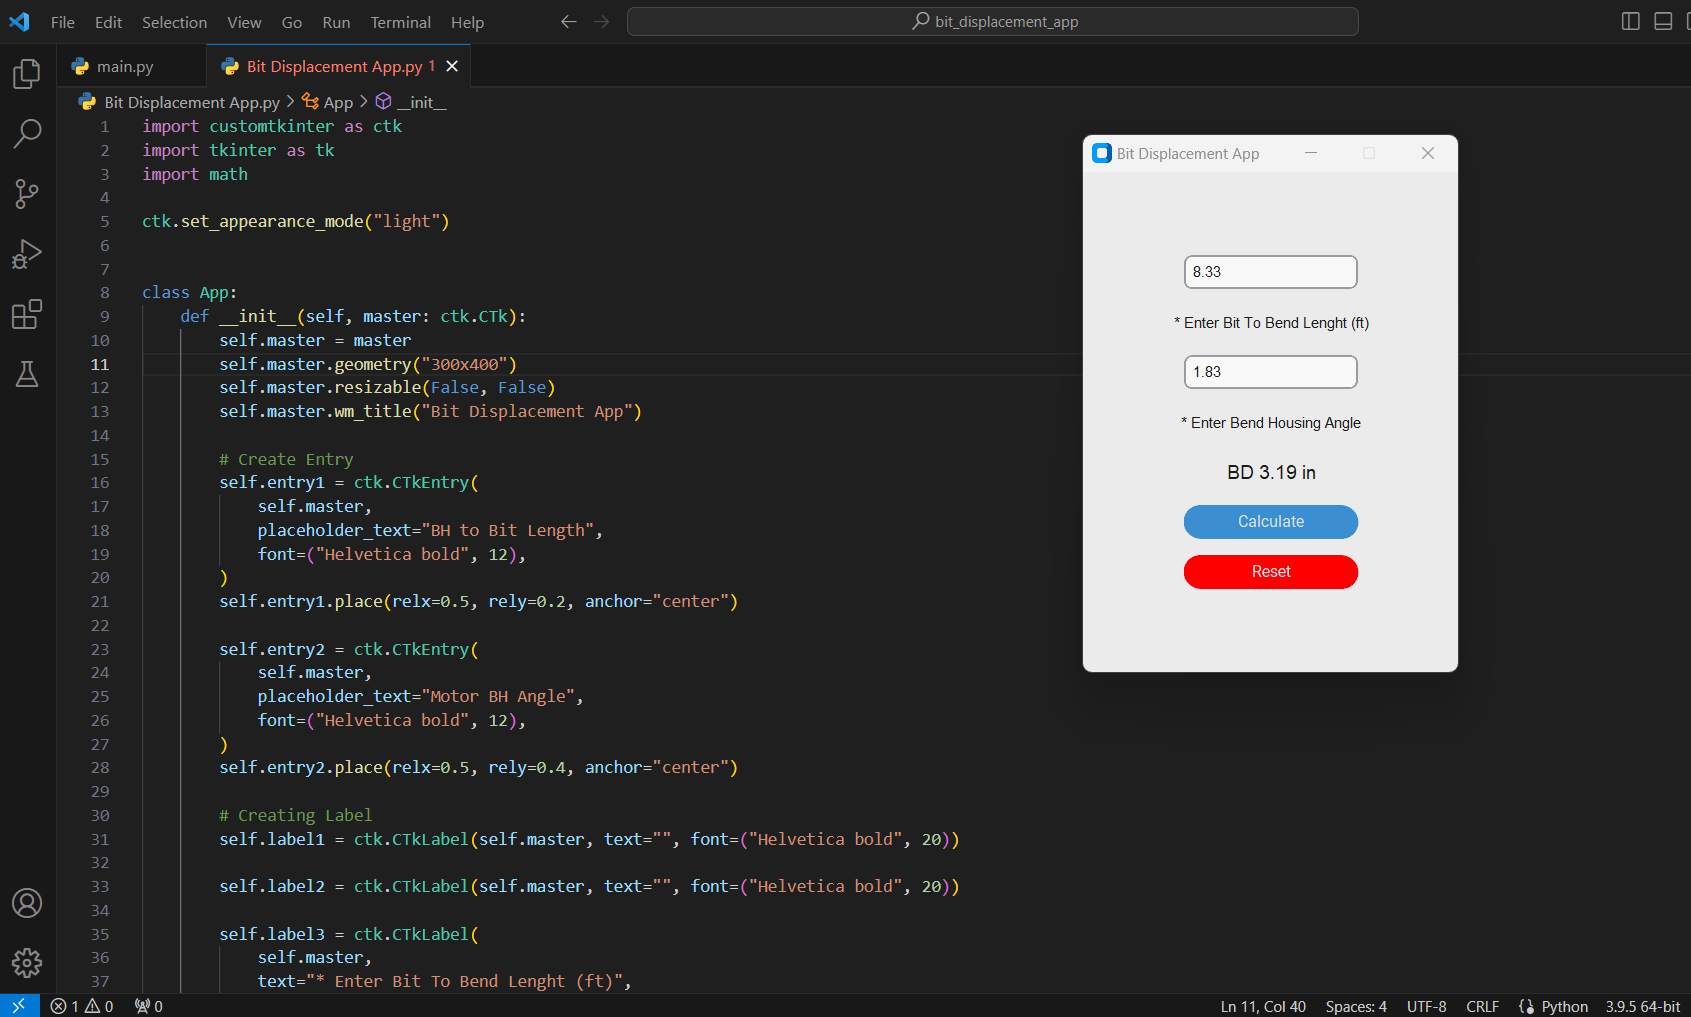 File Edit Selection View Go Run Terminal Help bit_displacement_app
main.py Bit Displacement App.py 1
Bit Displacement App.py > App > __init__
1 import customtkinter as ctk
2 import tkinter as tk
3 import math
4
5 ctk.set_appearance_mode("light")
6
7
8 class App:
9 def __init__(self, master: ctk.CTk):
10 self.master = master
11 self.master.geometry("300x400")
12 self.master.resizable(False, False)
13 self.master.wm_title("Bit Displacement App")
14
15 # Create Entry
16 self.entry1 = ctk.CTkEntry(
17 self.master,
18 placeholder_text="BH to Bit Length",
19 font=("Helvetica bold", 12),
20 )
21 self.entry1.place(relx=0.5, rely=0.2, anchor="center")
22
23 self.entry2 = ctk.CTkEntry(
24 self.master,
25 placeholder_text="Motor BH Angle",
26 font=("Helvetica bold", 12),
27 )
28 self.entry2.place(relx=0.5, rely=0.4, anchor="center")
29
30 # Creating Label
31 self.label1 = ctk.CTkLabel(self.master, text="", font=("Helvetica bold", 20))
32
33 self.label2 = ctk.CTkLabel(self.master, text="", font=("Helvetica bold", 20))
34
35 self.label3 = ctk.CTkLabel(
36 self.master,
37 text="* Enter Bit To Bend Lenght (ft)",
Bit Displacement App
8.33
* Enter Bit To Bend Lenght (ft)
1.83
* Enter Bend Housing Angle
BD 3.19 in
Calculate
Reset
1 0 0 Ln 11, Col 40 Spaces: 4 UTF-8 CRLF Python 3.9.5 64-bit